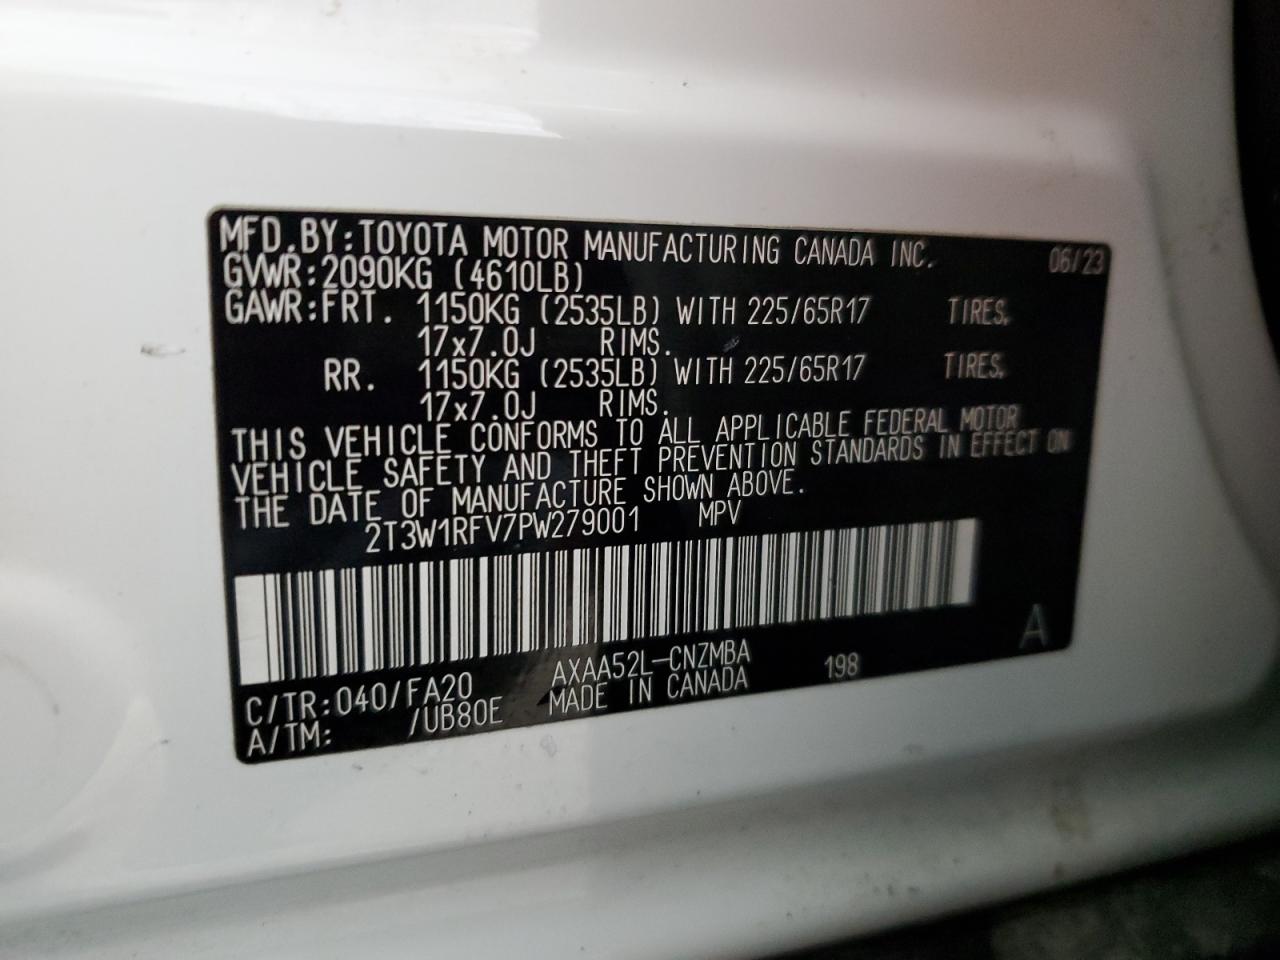 MFD.BY:TOYOTA MOTOR MANUFACTURING CANADA INC. 06/23
GVWR:2090KG (4610LB)
GAWR:FRT. 1150KG (2535LB) WITH 225/65R17 TIRES,
17x7.0J RIMS.
RR. 1150KG (2535LB) WITH 225/65R17 TIRES,
17x7.0J RIMS.
THIS VEHICLE CONFORMS TO ALL APPLICABLE FEDERAL MOTOR
VEHICLE SAFETY AND THEFT PREVENTION STANDARDS IN EFFECT ON
THE DATE OF MANUFACTURE SHOWN ABOVE.
2T3W1RFV7PW279001 MPV
A
C/TR:040/FA20 AXAA52L-CNZMBA 198
A/TM: /UB80E MADE IN CANADA